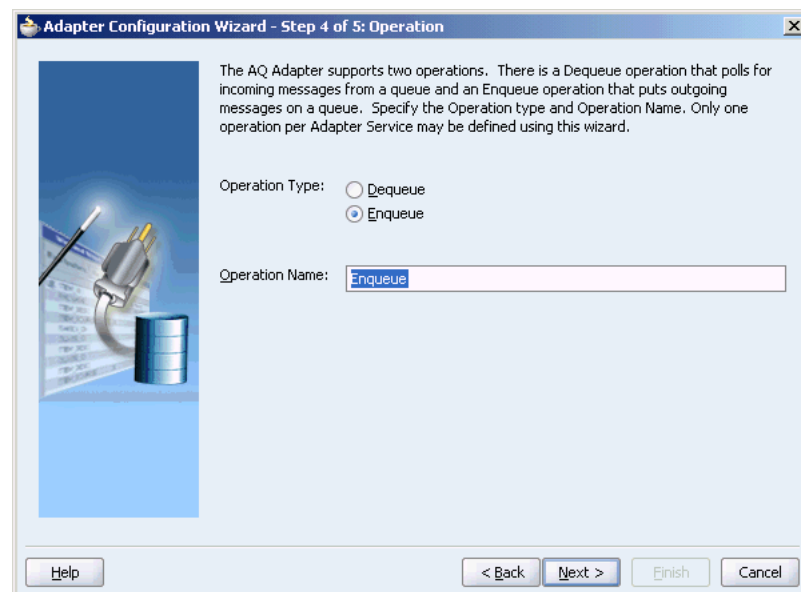 Adapter Configuration Wizard - Step 4 of 5: Operation
The AQ Adapter supports two operations.  There is a Dequeue operation that polls for
incoming messages from a queue and an Enqueue operation that puts outgoing
messages on a queue.  Specify the Operation type and Operation Name. Only one
operation per Adapter Service may be defined using this wizard.
Operation Type:
Dequeue
Enqueue
Operation Name:
Enqueue
Help
< Back
Next >
Finish
Cancel